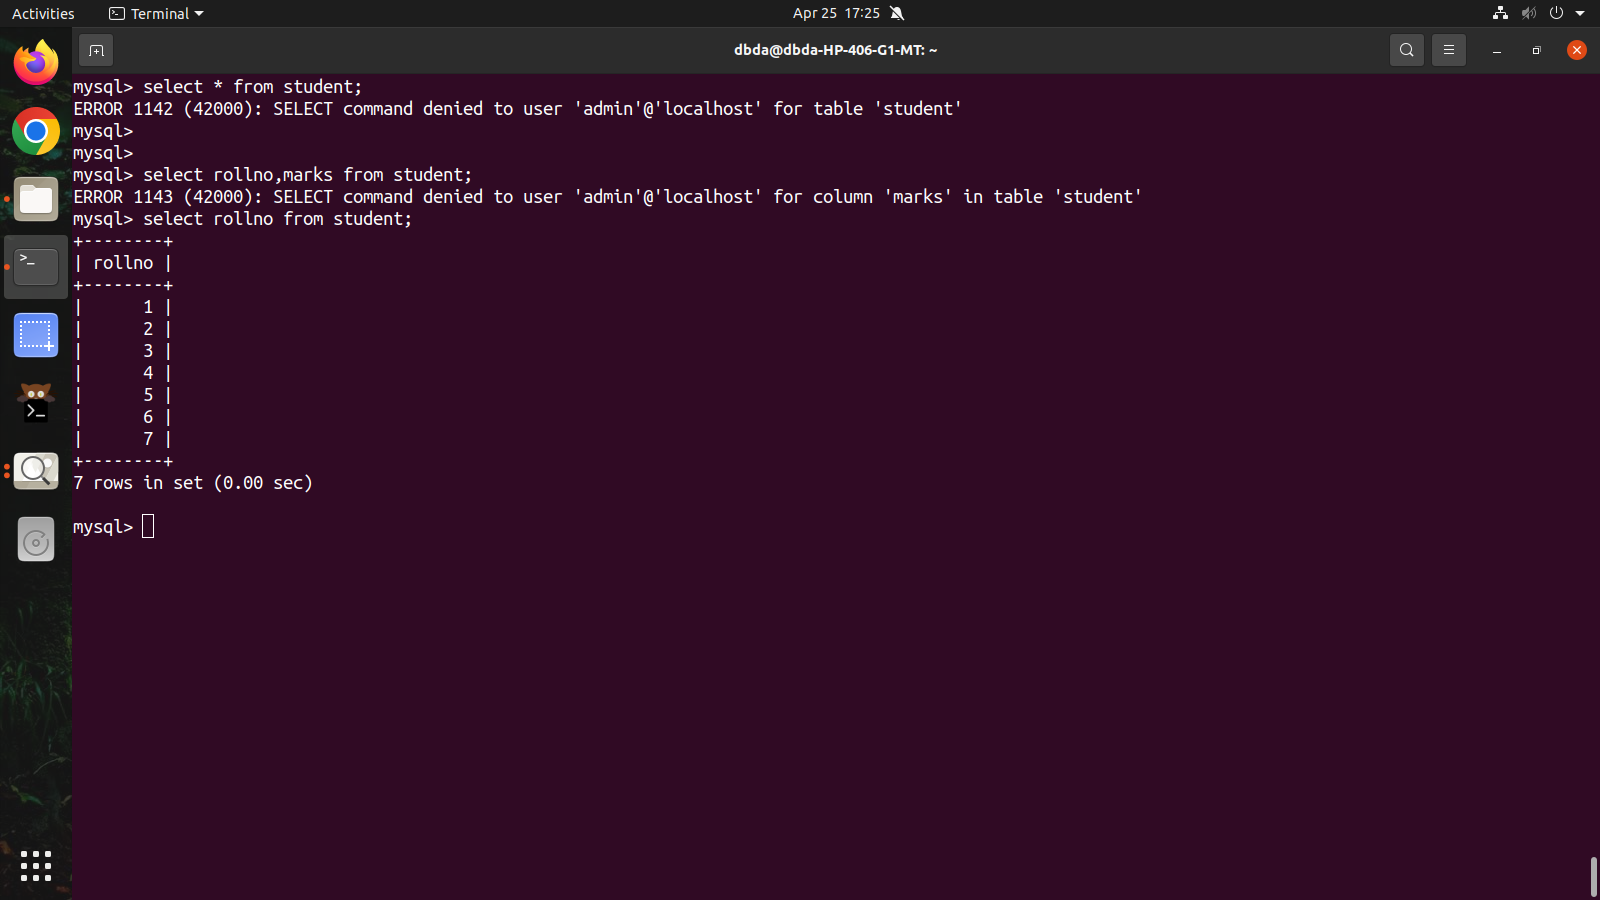 Activities Terminal Apr 25 17:25
dbda@dbda-HP-406-G1-MT: ~
mysql> select * from student;
ERROR 1142 (42000): SELECT command denied to user 'admin'@'localhost' for table 'student'
mysql>
mysql>
mysql> select rollno,marks from student;
ERROR 1143 (42000): SELECT command denied to user 'admin'@'localhost' for column 'marks' in table 'student'
mysql> select rollno from student;
+--------+
| rollno |
+--------+
|      1 |
|      2 |
|      3 |
|      4 |
|      5 |
|      6 |
|      7 |
+--------+
7 rows in set (0.00 sec)
mysql>